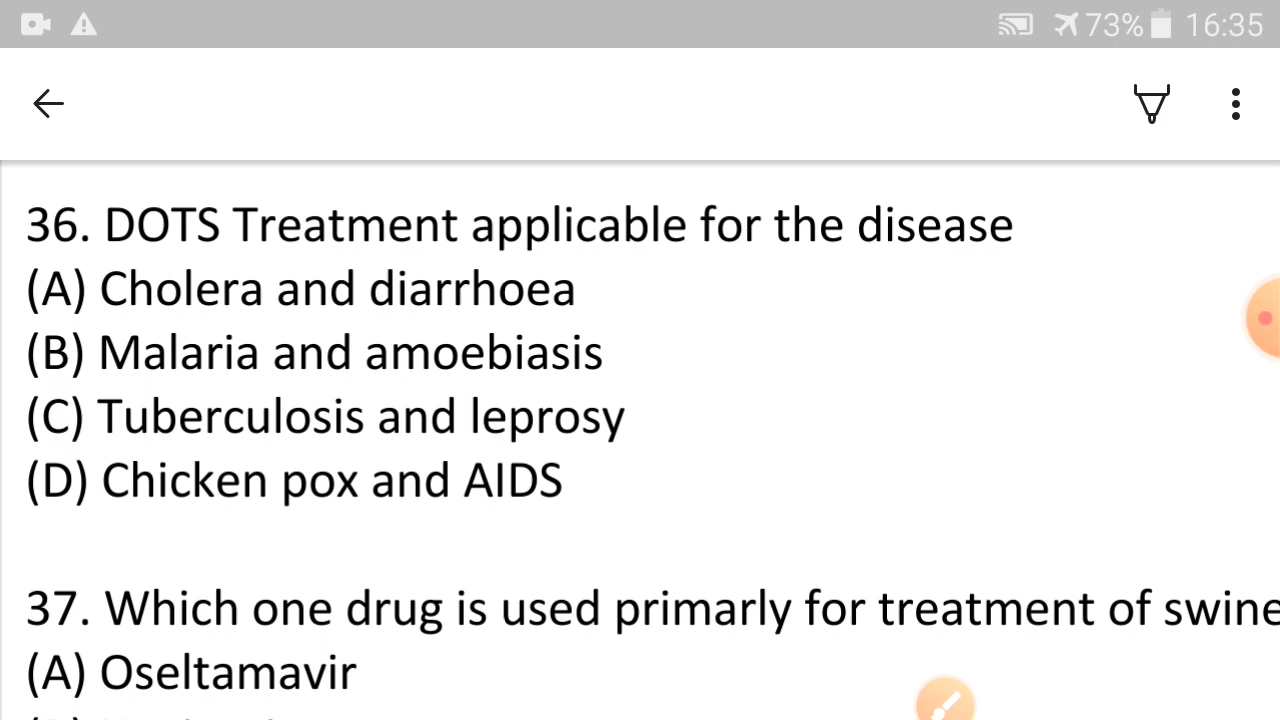 73% 16:35
36. DOTS Treatment applicable for the disease
(A) Cholera and diarrhoea
(B) Malaria and amoebiasis
(C) Tuberculosis and leprosy
(D) Chicken pox and AIDS
37. Which one drug is used primarly for treatment of swine
(A) Oseltamavir